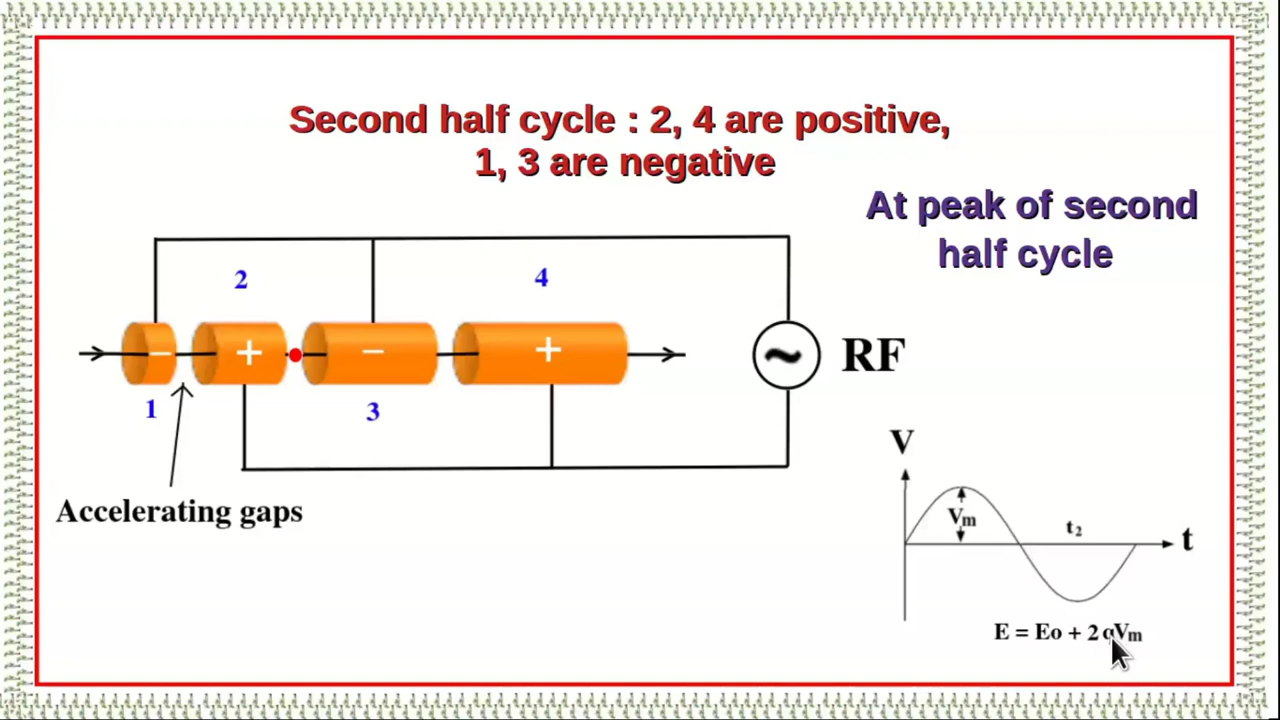 Second half cycle : 2, 4 are positive,
1, 3 are negative
At peak of second
half cycle
2
4
− + − +
RF
1
3
Accelerating gaps
V
Vm
t₂
t
E = Eo + 2 qVm